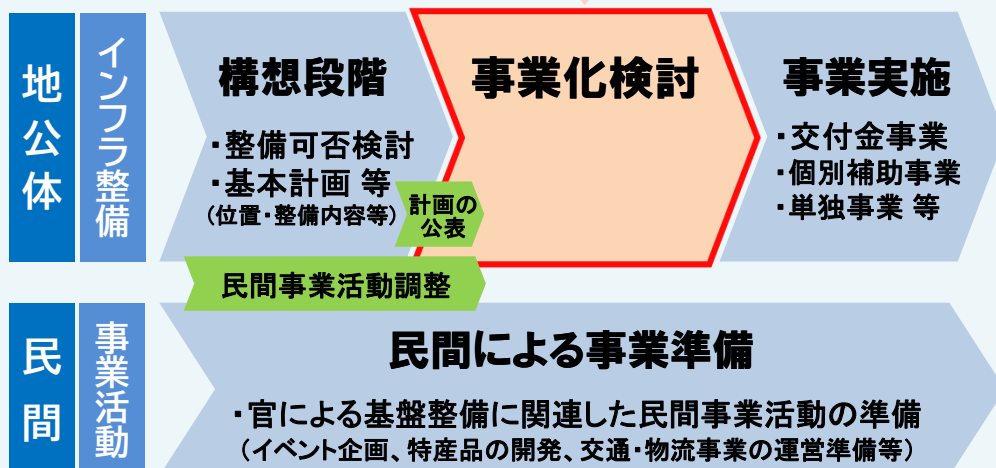 地公体
インフラ整備
構想段階
・整備可否検討
・基本計画 等
(位置・整備内容等)
計画の
公表
事業化検討
事業実施
・交付金事業
・個別補助事業
・単独事業 等
民間事業活動調整
民間
事業活動
民間による事業準備
・官による基盤整備に関連した民間事業活動の準備
(イベント企画、特産品の開発、交通・物流事業の運営準備等)